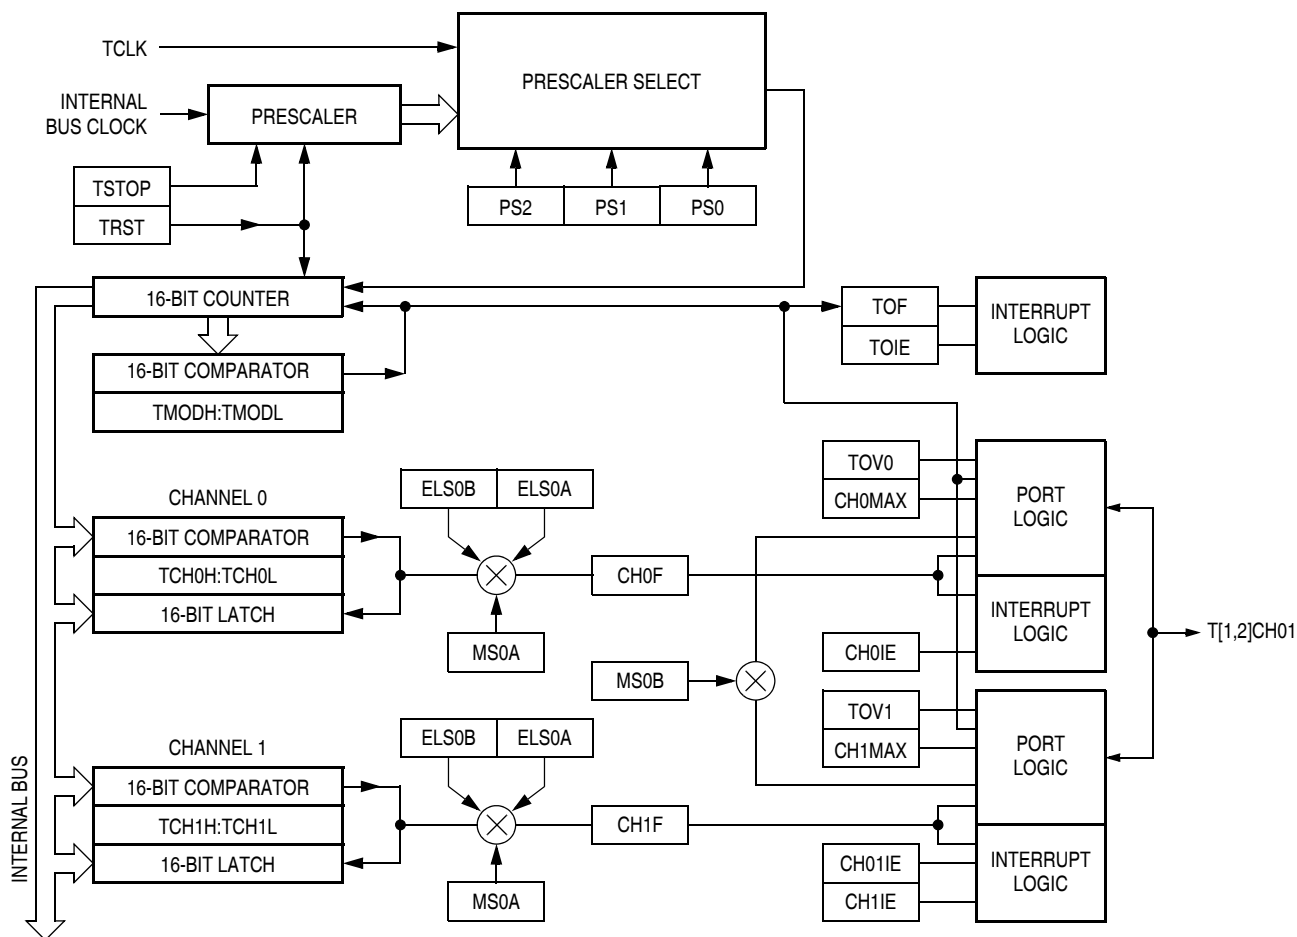 TCLK
PRESCALER SELECT
INTERNAL
BUS CLOCK
PRESCALER
TSTOP
TRST
PS2
PS1
PS0
16-BIT COUNTER
16-BIT COMPARATOR
TMODH:TMODL
TOF
TOIE
INTERRUPT
LOGIC
CHANNEL 0
16-BIT COMPARATOR
TCH0H:TCH0L
16-BIT LATCH
ELS0B
ELS0A
MS0A
CH0F
TOV0
CH0MAX
PORT
LOGIC
INTERRUPT
LOGIC
CH0IE
T[1,2]CH01
MS0B
CHANNEL 1
16-BIT COMPARATOR
TCH1H:TCH1L
16-BIT LATCH
ELS0B
ELS0A
MS0A
CH1F
TOV1
CH1MAX
PORT
LOGIC
INTERRUPT
LOGIC
CH01IE
CH1IE
INTERNAL BUS